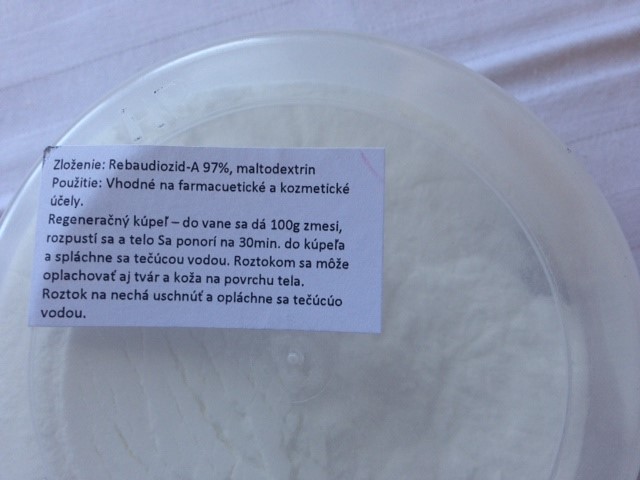 Zloženie: Rebaudiozid-A 97%, maltodextrin
Použitie: Vhodné na farmacuetické a kozmetické
účely.
Regeneračný kúpeľ – do vane sa dá 100g zmesi,
rozpustí sa a telo Sa ponorí na 30min. do kúpeľa
a spláchne sa tečúcou vodou. Roztokom sa môže
oplachovať aj tvár a koža na povrchu tela.
Roztok na nechá uschnúť a opláchne sa tečúcúo
vodou.